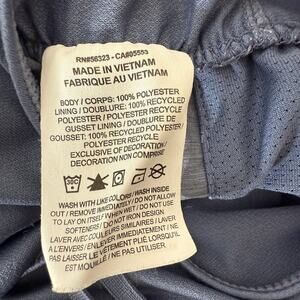 RN#56323 - CA#05553
MADE IN VIETNAM
FABRIQUÉ AU VIETNAM
BODY / CORPS: 100% POLYESTER
LINING / DOUBLURE: 100% RECYCLED
POLYESTER / POLYESTER RECYCLÉ
GUSSET LINING / DOUBLURE DE
GOUSSET: 100% RECYCLED POLYESTER
/ POLYESTER RECYCLÉ
EXCLUSIVE OF DECORATION /
DECORATION NON COMPRISE
30C
WASH WITH LIKE COLORS / WASH INSIDE
OUT / REMOVE IMMEDIATELY / DO NOT ALLOW
TO LAY ON ITSELF / WHEN WET / DO NOT USE
SOFTENERS / DO NOT IRON DESIGN
LAVER AVEC COULEURS SIMILAIRES / LAVER
À L'ENVERS / ENLEVER IMMÉDIATEMENT / NE
PAS LAISSER LE VÊTEMENT PLIÉ LORSQU'IL
EST MOUILLÉ / NE PAS